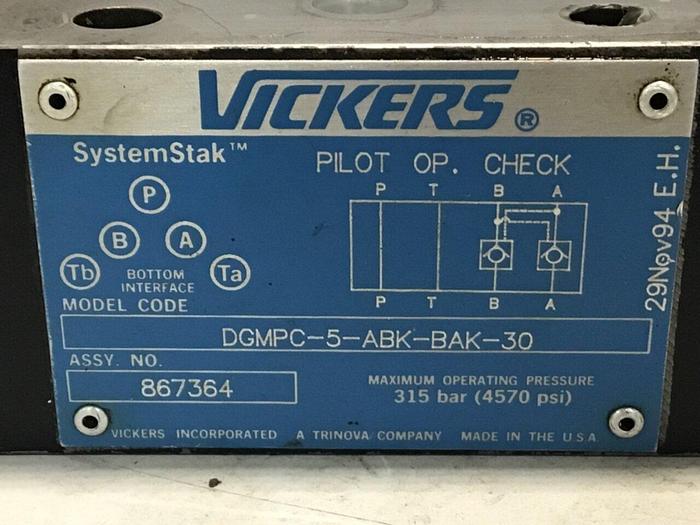 VICKERS®
SystemStak™
PILOT OP. CHECK
P T B A
P
B A
Tb Ta
BOTTOM
INTERFACE
P T B A
29Nov94 E.H.
MODEL CODE
DGMPC-5-ABK-BAK-30
ASSY. NO.
867364
MAXIMUM OPERATING PRESSURE
315 bar (4570 psi)
VICKERS INCORPORATED A TRINOVA COMPANY MADE IN THE U.S.A